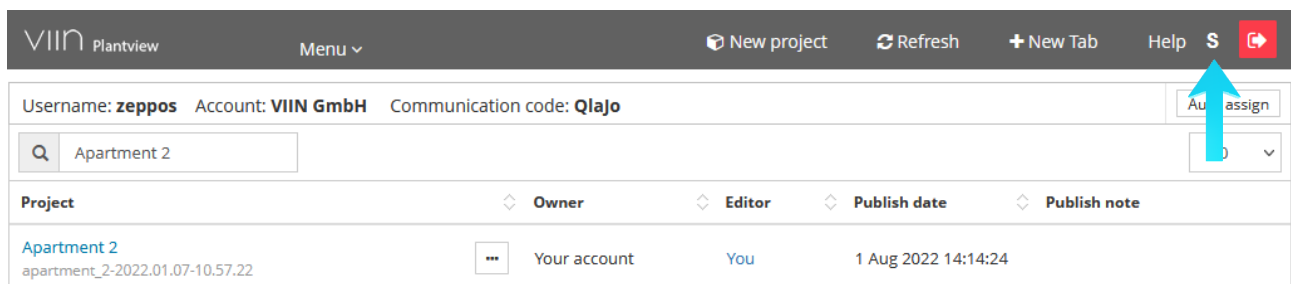 VIIN Plantview Menu New project Refresh New Tab Help S
Username: zeppos Account: VIIN GmbH Communication code: QlaJo
Apartment 2
Project Owner Editor Publish date Publish note
Apartment 2 Your account You 1 Aug 2022 14:14:24
apartment_2-2022.01.07-10.57.22